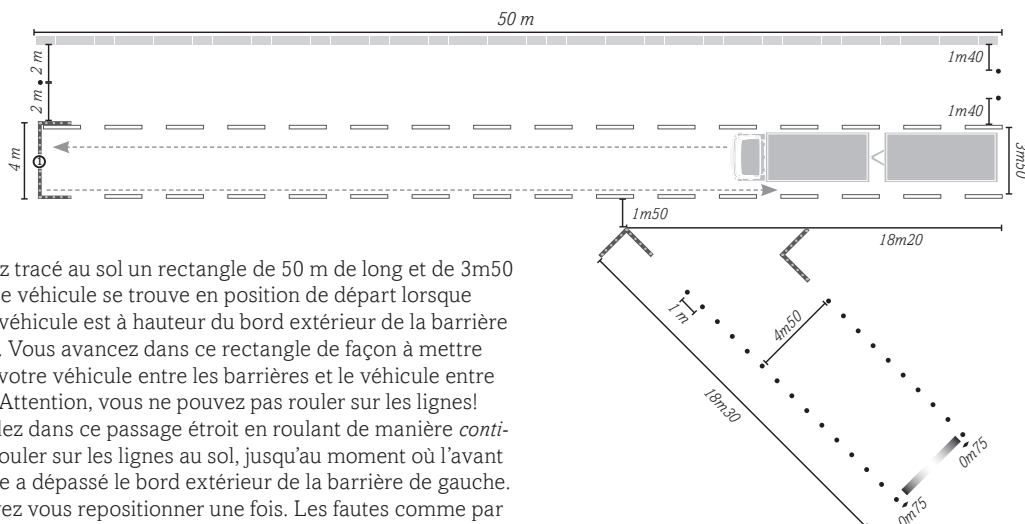 50 m
2 m
2 m
4 m
1
1m40
1m40
3m50
1m50
18m20
z tracé au sol un rectangle de 50 m de long et de 3m50
e véhicule se trouve en position de départ lorsque
véhicule est à hauteur du bord extérieur de la barrière
. Vous avancez dans ce rectangle de façon à mettre
votre véhicule entre les barrières et le véhicule entre
Attention, vous ne pouvez pas rouler sur les lignes!
lez dans ce passage étroit en roulant de manière conti-
ouler sur les lignes au sol, jusqu'au moment où l'avant
e a dépassé le bord extérieur de la barrière de gauche.
vez vous repositionner une fois. Les fautes comme par
1 m
4m50
18m30
0m75
0m75